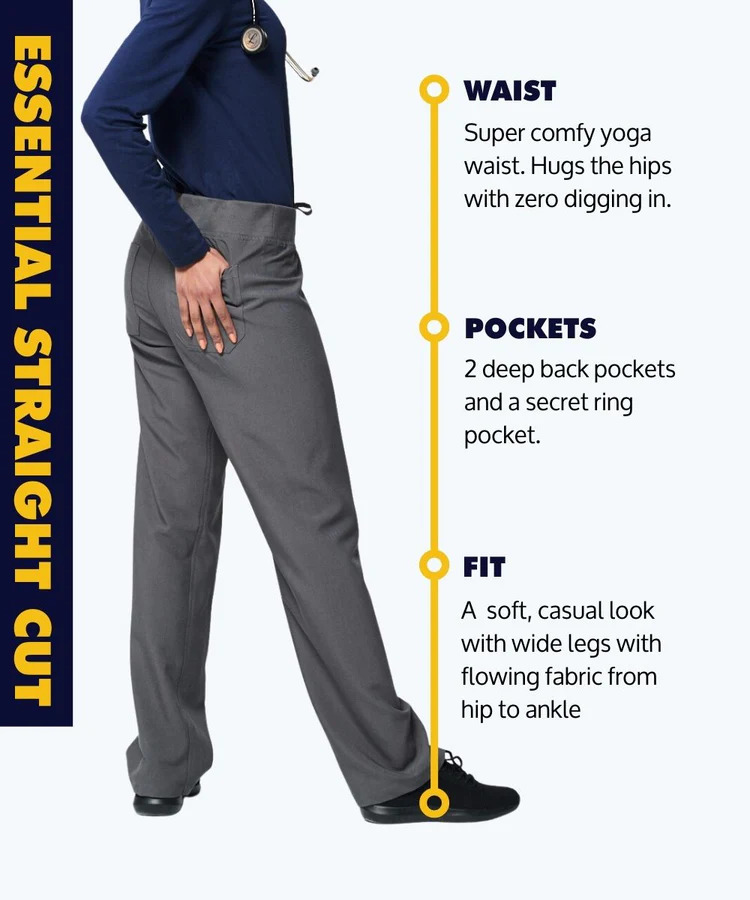 ESSENTIAL STRAIGHT CUT
WAIST
Super comfy yoga
waist. Hugs the hips
with zero digging in.
POCKETS
2 deep back pockets
and a secret ring
pocket.
FIT
A  soft, casual look
with wide legs with
flowing fabric from
hip to ankle